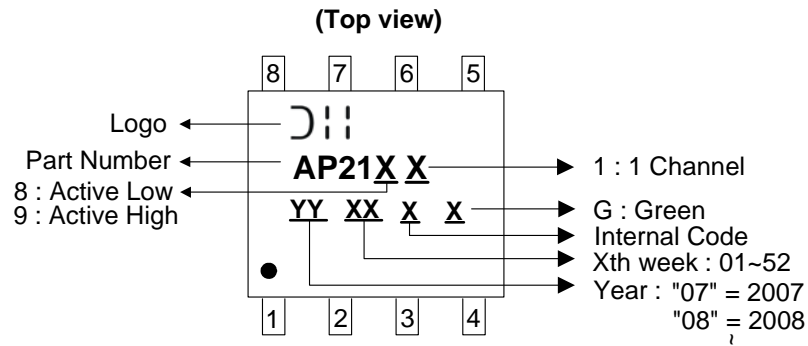 (Top view)
8 7 6 5
Logo
Part Number
8 : Active Low
9 : Active High
AP21X X
YY XX X X
1 : 1 Channel
G : Green
Internal Code
Xth week : 01~52
Year : "07" = 2007
"08" = 2008
~
1 2 3 4